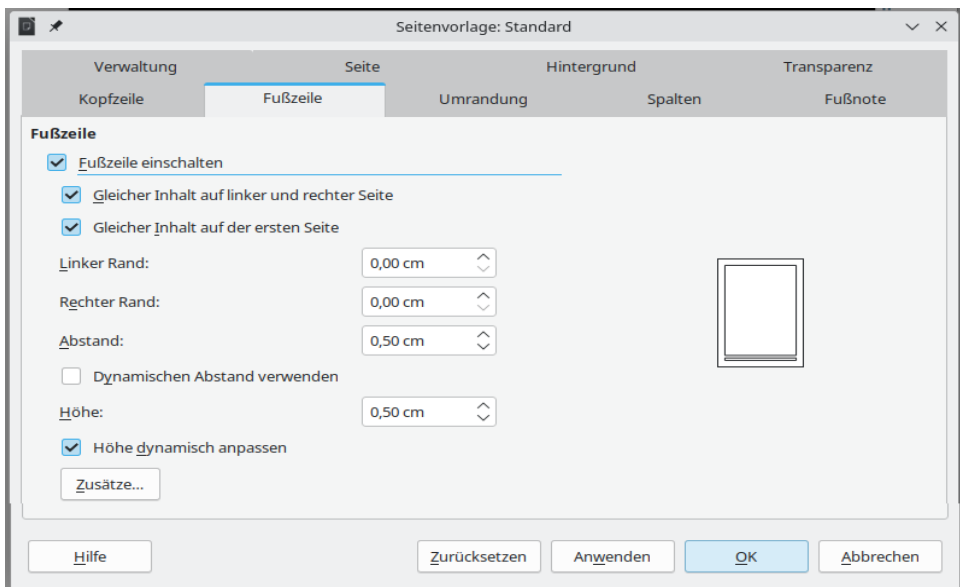 Seitenvorlage: Standard
Verwaltung Seite Hintergrund Transparenz
Kopfzeile Fußzeile Umrandung Spalten Fußnote
Fußzeile
Fußzeile einschalten
Gleicher Inhalt auf linker und rechter Seite
Gleicher Inhalt auf der ersten Seite
Linker Rand: 0,00 cm
Rechter Rand: 0,00 cm
Abstand: 0,50 cm
Dynamischen Abstand verwenden
Höhe: 0,50 cm
Höhe dynamisch anpassen
Zusätze...
Hilfe Zurücksetzen Anwenden OK Abbrechen